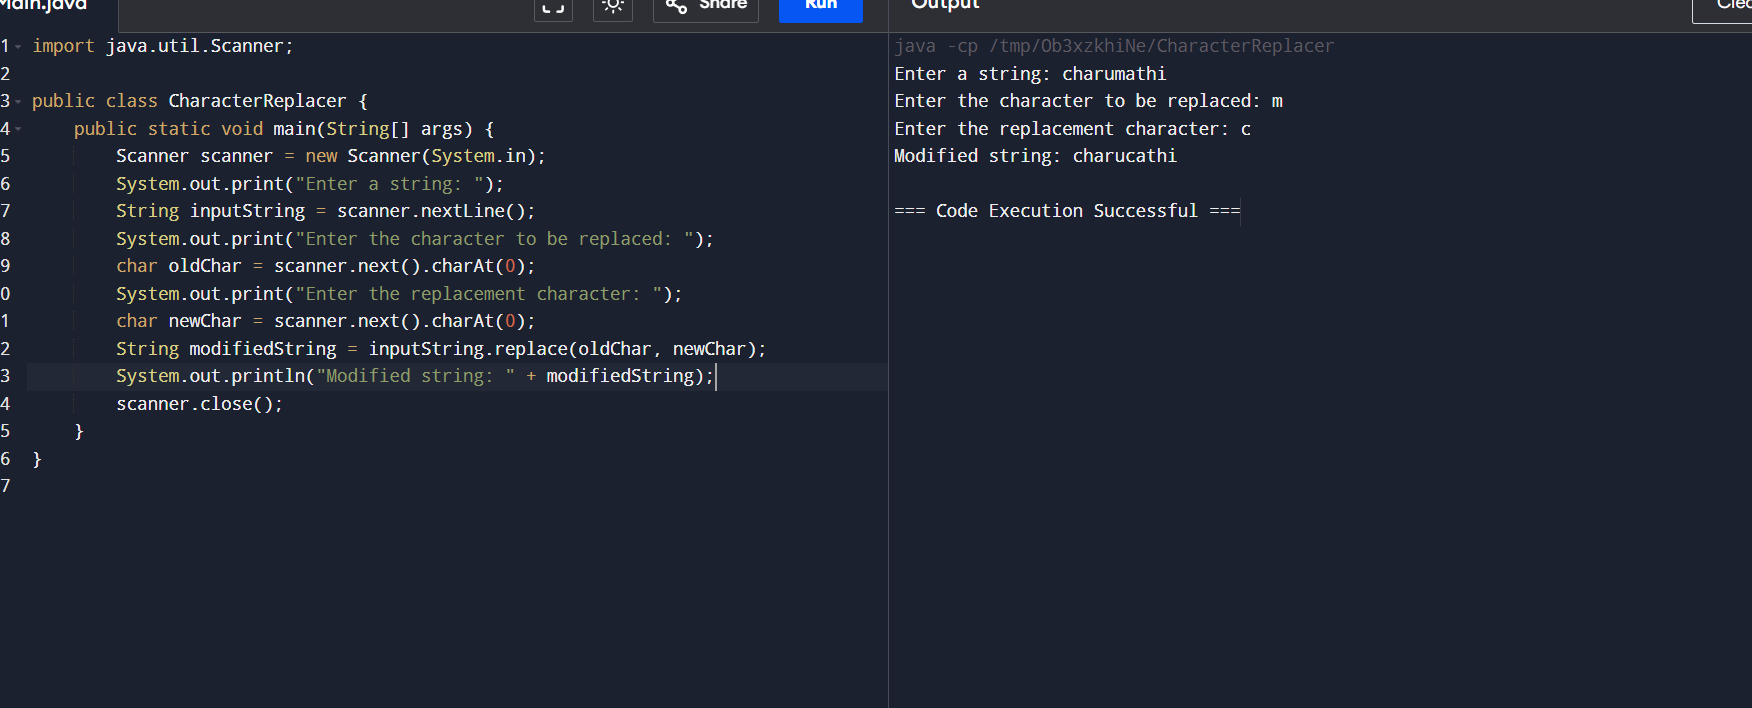 Main.java
Share
Run
Output
1 import java.util.Scanner;
2
3 public class CharacterReplacer {
4 public static void main(String[] args) {
5 Scanner scanner = new Scanner(System.in);
6 System.out.print("Enter a string: ");
7 String inputString = scanner.nextLine();
8 System.out.print("Enter the character to be replaced: ");
9 char oldChar = scanner.next().charAt(0);
0 System.out.print("Enter the replacement character: ");
1 char newChar = scanner.next().charAt(0);
2 String modifiedString = inputString.replace(oldChar, newChar);
3 System.out.println("Modified string: " + modifiedString);
4 scanner.close();
5 }
6 }
7
java -cp /tmp/Ob3xzkhiNe/CharacterReplacer
Enter a string: charumathi
Enter the character to be replaced: m
Enter the replacement character: c
Modified string: charucathi
=== Code Execution Successful ===